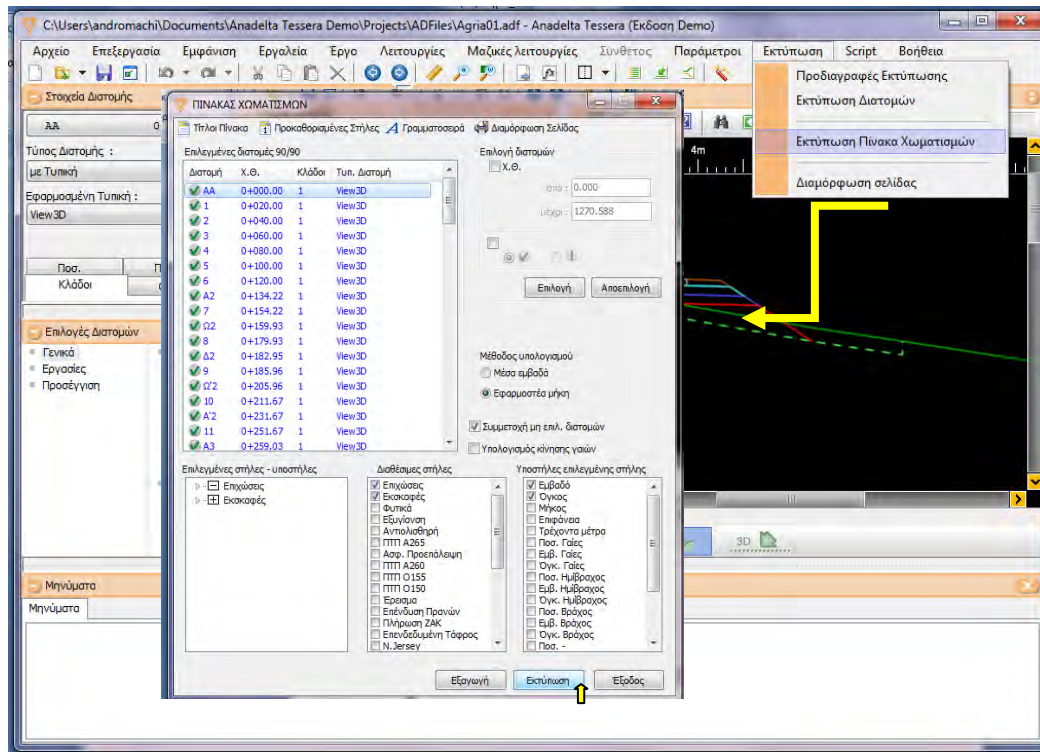 C:\Users\andromachi\Documents\Anadelta Tessera Demo\Projects\ADFiles\Agria01.adf - Anadelta Tessera (Έκδοση Demo)
Αρχείο Επεξεργασία Εμφάνιση Εργαλεία Έργο Λειτουργίες Μαζικές λειτουργίες Σύνθετος Παράμετροι Εκτύπωση Script Βοήθεια
Προδιαγραφές Εκτύπωσης
Εκτύπωση Διατομών
Εκτύπωση Πίνακα Χωματισμών
Διαμόρφωση σελίδας
Στοιχεία Διατομής
ΑΑ 0
Τύπος Διατομής :
με Τυπική
Εφαρμοσμένη Τυπική :
View3D
Ποσ. Π
Κλάδοι
Επιλογές Διατομών
Γενικά
Εργασίες
Προσέγγιση
4m
ΠΙΝΑΚΑΣ ΧΩΜΑΤΙΣΜΩΝ
Τίτλοι Πίνακα Προκαθορισμένες Στήλες Γραμματοσειρά Διαμόρφωση Σελίδας
Επιλεγμένες διατομές 90/90
Διατομή Χ.Θ. Κλάδοι Τυπ. Διατομή
ΑΑ 0+000.00 1 View3D
1 0+020.00 1 View3D
2 0+040.00 1 View3D
3 0+060.00 1 View3D
4 0+080.00 1 View3D
5 0+100.00 1 View3D
6 0+120.00 1 View3D
Α2 0+134.22 1 View3D
7 0+154.22 1 View3D
Ω2 0+159.93 1 View3D
8 0+179.93 1 View3D
Δ2 0+182.95 1 View3D
9 0+185.96 1 View3D
Ω'2 0+205.96 1 View3D
10 0+211.67 1 View3D
Α'2 0+231.67 1 View3D
11 0+251.67 1 View3D
Α3 0+259.03 1 View3D
Επιλογή διατομών
Χ.Θ.
από : 0.000
μέχρι : 1270.588
Επιλογή Αποεπιλογή
Μέθοδος υπολογισμού
Μέσα εμβαδά
Εφαρμοστέα μήκη
Συμμετοχή μη επιλ. διατομών
Υπολογισμός κίνησης γαιών
Επιλεγμένες στήλες - υποστήλες
Επιχώσεις
Εκσκαφές
Διαθέσιμες στήλες
Επιχώσεις
Εκσκαφές
Φυτικά
Εξυγίανση
Αντιολισθηρή
ΠΤΠ Α265
Ασφ. Προεπάλειψη
ΠΤΠ Α260
ΠΤΠ Ο155
ΠΤΠ Ο150
Έρεισμα
Επένδυση Πρανών
Πλήρωση ΖΑΚ
Επενδεδυμένη Τάφρος
N.Jersey
Υποστήλες επιλεγμένης στήλης
Εμβαδό
Όγκος
Μήκος
Επιφάνεια
Τρέχοντα μέτρα
Ποσ. Γαίες
Εμβ. Γαίες
Όγκ. Γαίες
Ποσ. Ημίβραχος
Εμβ. Ημίβραχος
Όγκ. Ημίβραχος
Ποσ. Βράχος
Εμβ. Βράχος
Όγκ. Βράχος
Ποσ. -
Εξαγωγή Εκτύπωση Έξοδος
3D
Μηνύματα
Μηνύματα